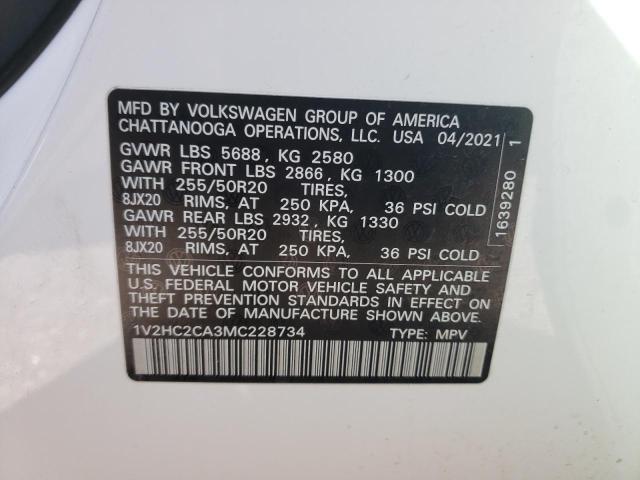 MFD BY VOLKSWAGEN GROUP OF AMERICA
CHATTANOOGA OPERATIONS, LLC. USA 04/2021
GVWR LBS 5688, KG 2580
GAWR FRONT LBS 2866, KG 1300
WITH 255/50R20 TIRES,
8JX20 RIMS, AT 250 KPA, 36 PSI COLD
GAWR REAR LBS 2932, KG 1330
WITH 255/50R20 TIRES,
8JX20 RIMS, AT 250 KPA, 36 PSI COLD
THIS VEHICLE CONFORMS TO ALL APPLICABLE
U.S. FEDERAL MOTOR VEHICLE SAFETY AND
THEFT PREVENTION STANDARDS IN EFFECT ON
THE DATE OF MANUFACTURE SHOWN ABOVE.
1V2HC2CA3MC228734 TYPE: MPV
1639280 1